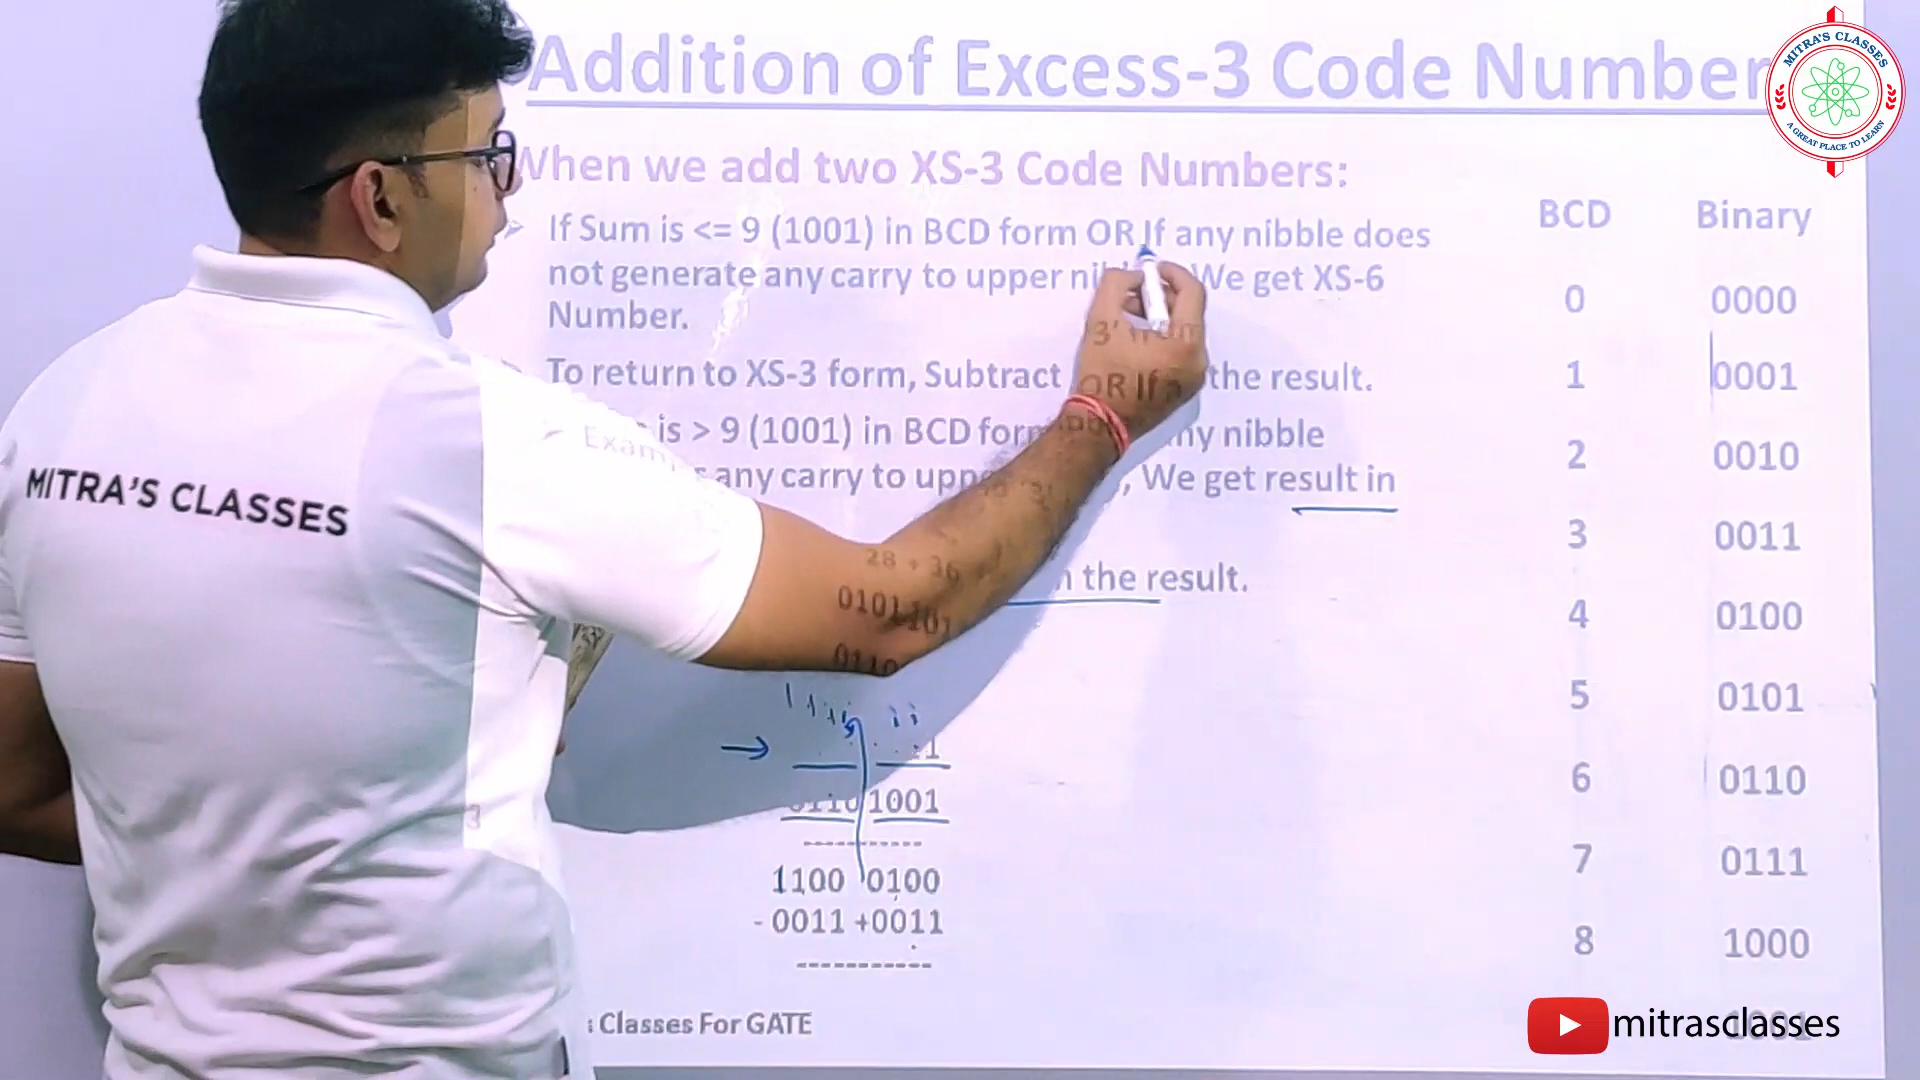 Addition of Excess-3 Code Number
MITRA'S CLASSES
A GREAT PLACE TO LEARN
When we add two XS-3 Code Numbers:
If Sum is <= 9 (1001) in BCD form OR If any nibble does
not generate any carry to upper We get XS-6
Number.
To return to XS-3 form, Subtract the result.
is > 9 (1001) in BCD form nibble
any carry to We get result in
the result.
28 + 36
MITRA'S CLASSES
→
0110 1001
-----------
1100 0100
- 0011 +0011
-----------
Classes For GATE
BCD Binary
0 0000
1 0001
2 0010
3 0011
4 0100
5 0101
6 0110
7 0111
8 1000
1001
mitrasclasses